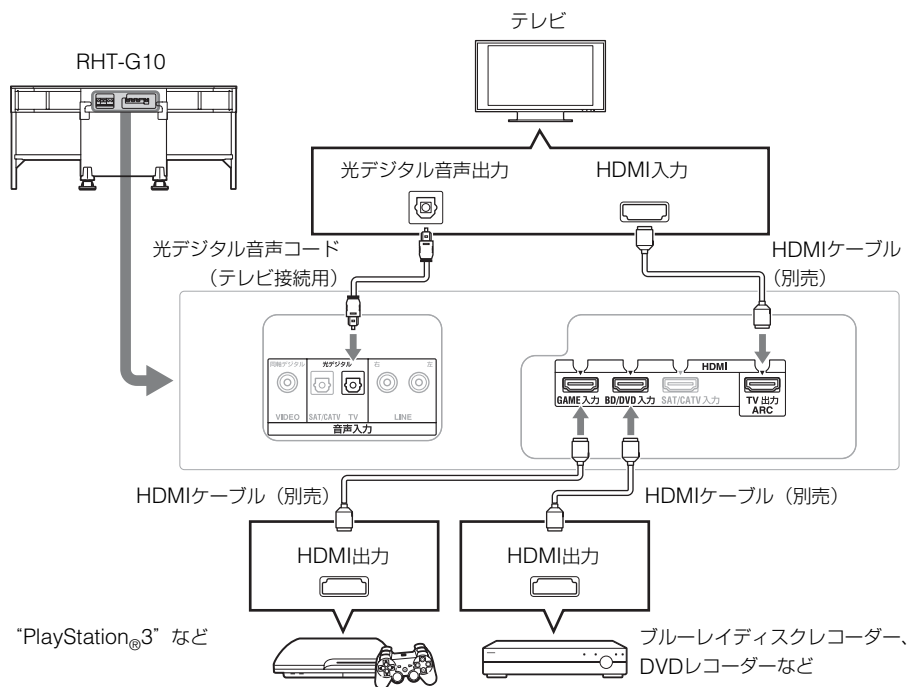 テレビ
RHT-G10
光デジタル音声出力
HDMI入力
光デジタル音声コード
（テレビ接続用）
HDMIケーブル
（別売）
同軸デジタル
光デジタル
右
左
VIDEO
SAT/CATV
TV
LINE
音声入力
HDMI
GAME 入力
BD/DVD 入力
SAT/CATV 入力
TV 出力
ARC
HDMIケーブル（別売）
HDMIケーブル（別売）
HDMI出力
HDMI出力
“PlayStation®3”など
ブルーレイディスクレコーダー、
DVDレコーダーなど